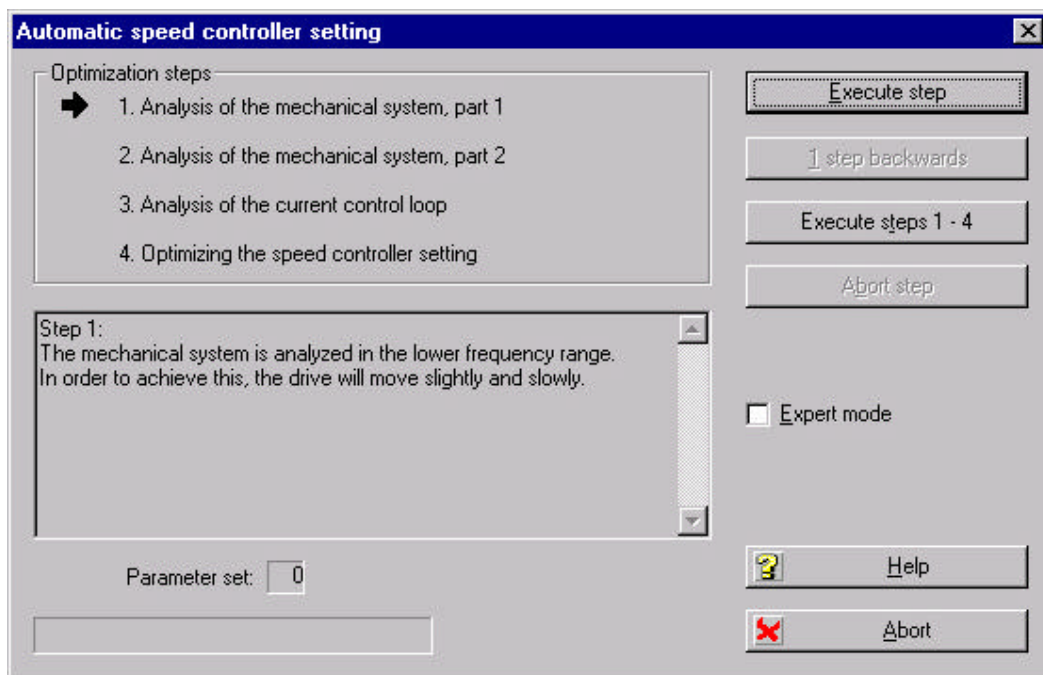 Automatic speed controller setting
Optimization steps
1. Analysis of the mechanical system, part 1
2. Analysis of the mechanical system, part 2
3. Analysis of the current control loop
4. Optimizing the speed controller setting
Execute step
1 step backwards
Execute steps 1 - 4
Abort step
Step 1:
The mechanical system is analyzed in the lower frequency range.
In order to achieve this, the drive will move slightly and slowly.
Expert mode
Parameter set: 0
Help
Abort